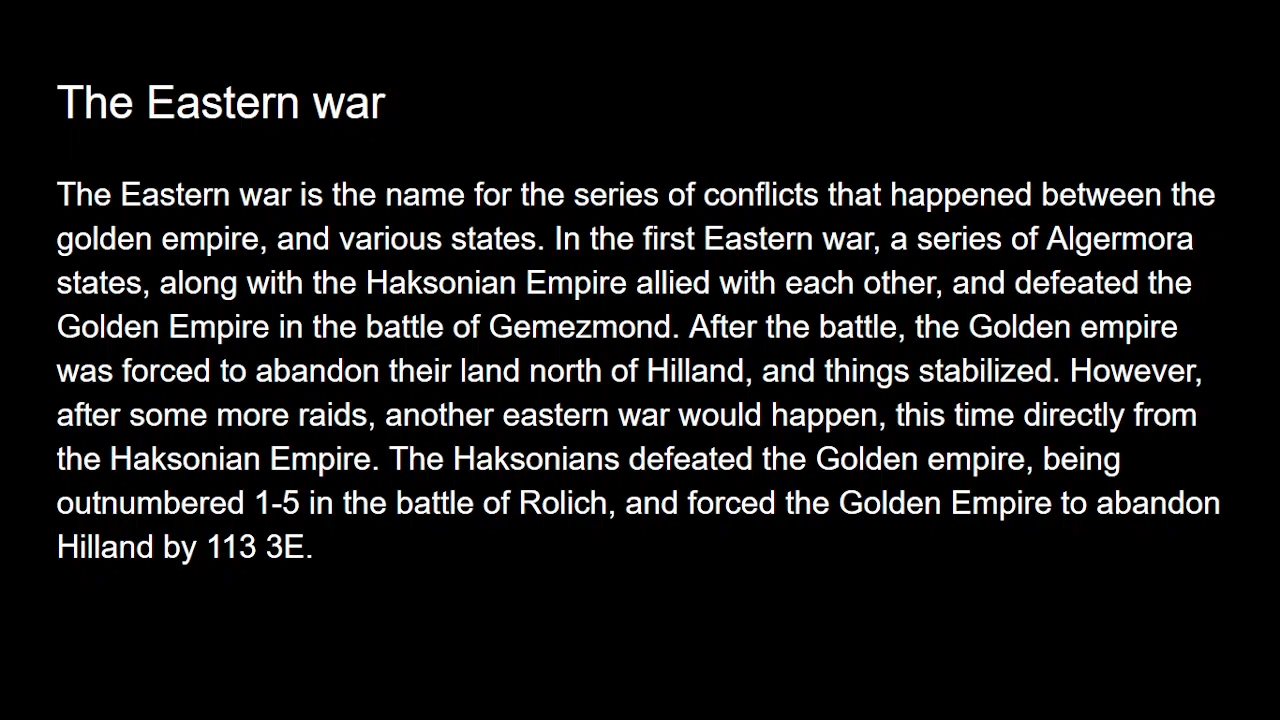 The Eastern war
The Eastern war is the name for the series of conflicts that happened between the
golden empire, and various states. In the first Eastern war, a series of Algermora
states, along with the Haksonian Empire allied with each other, and defeated the
Golden Empire in the battle of Gemezmond. After the battle, the Golden empire
was forced to abandon their land north of Hilland, and things stabilized. However,
after some more raids, another eastern war would happen, this time directly from
the Haksonian Empire. The Haksonians defeated the Golden empire, being
outnumbered 1-5 in the battle of Rolich, and forced the Golden Empire to abandon
Hilland by 113 3E.